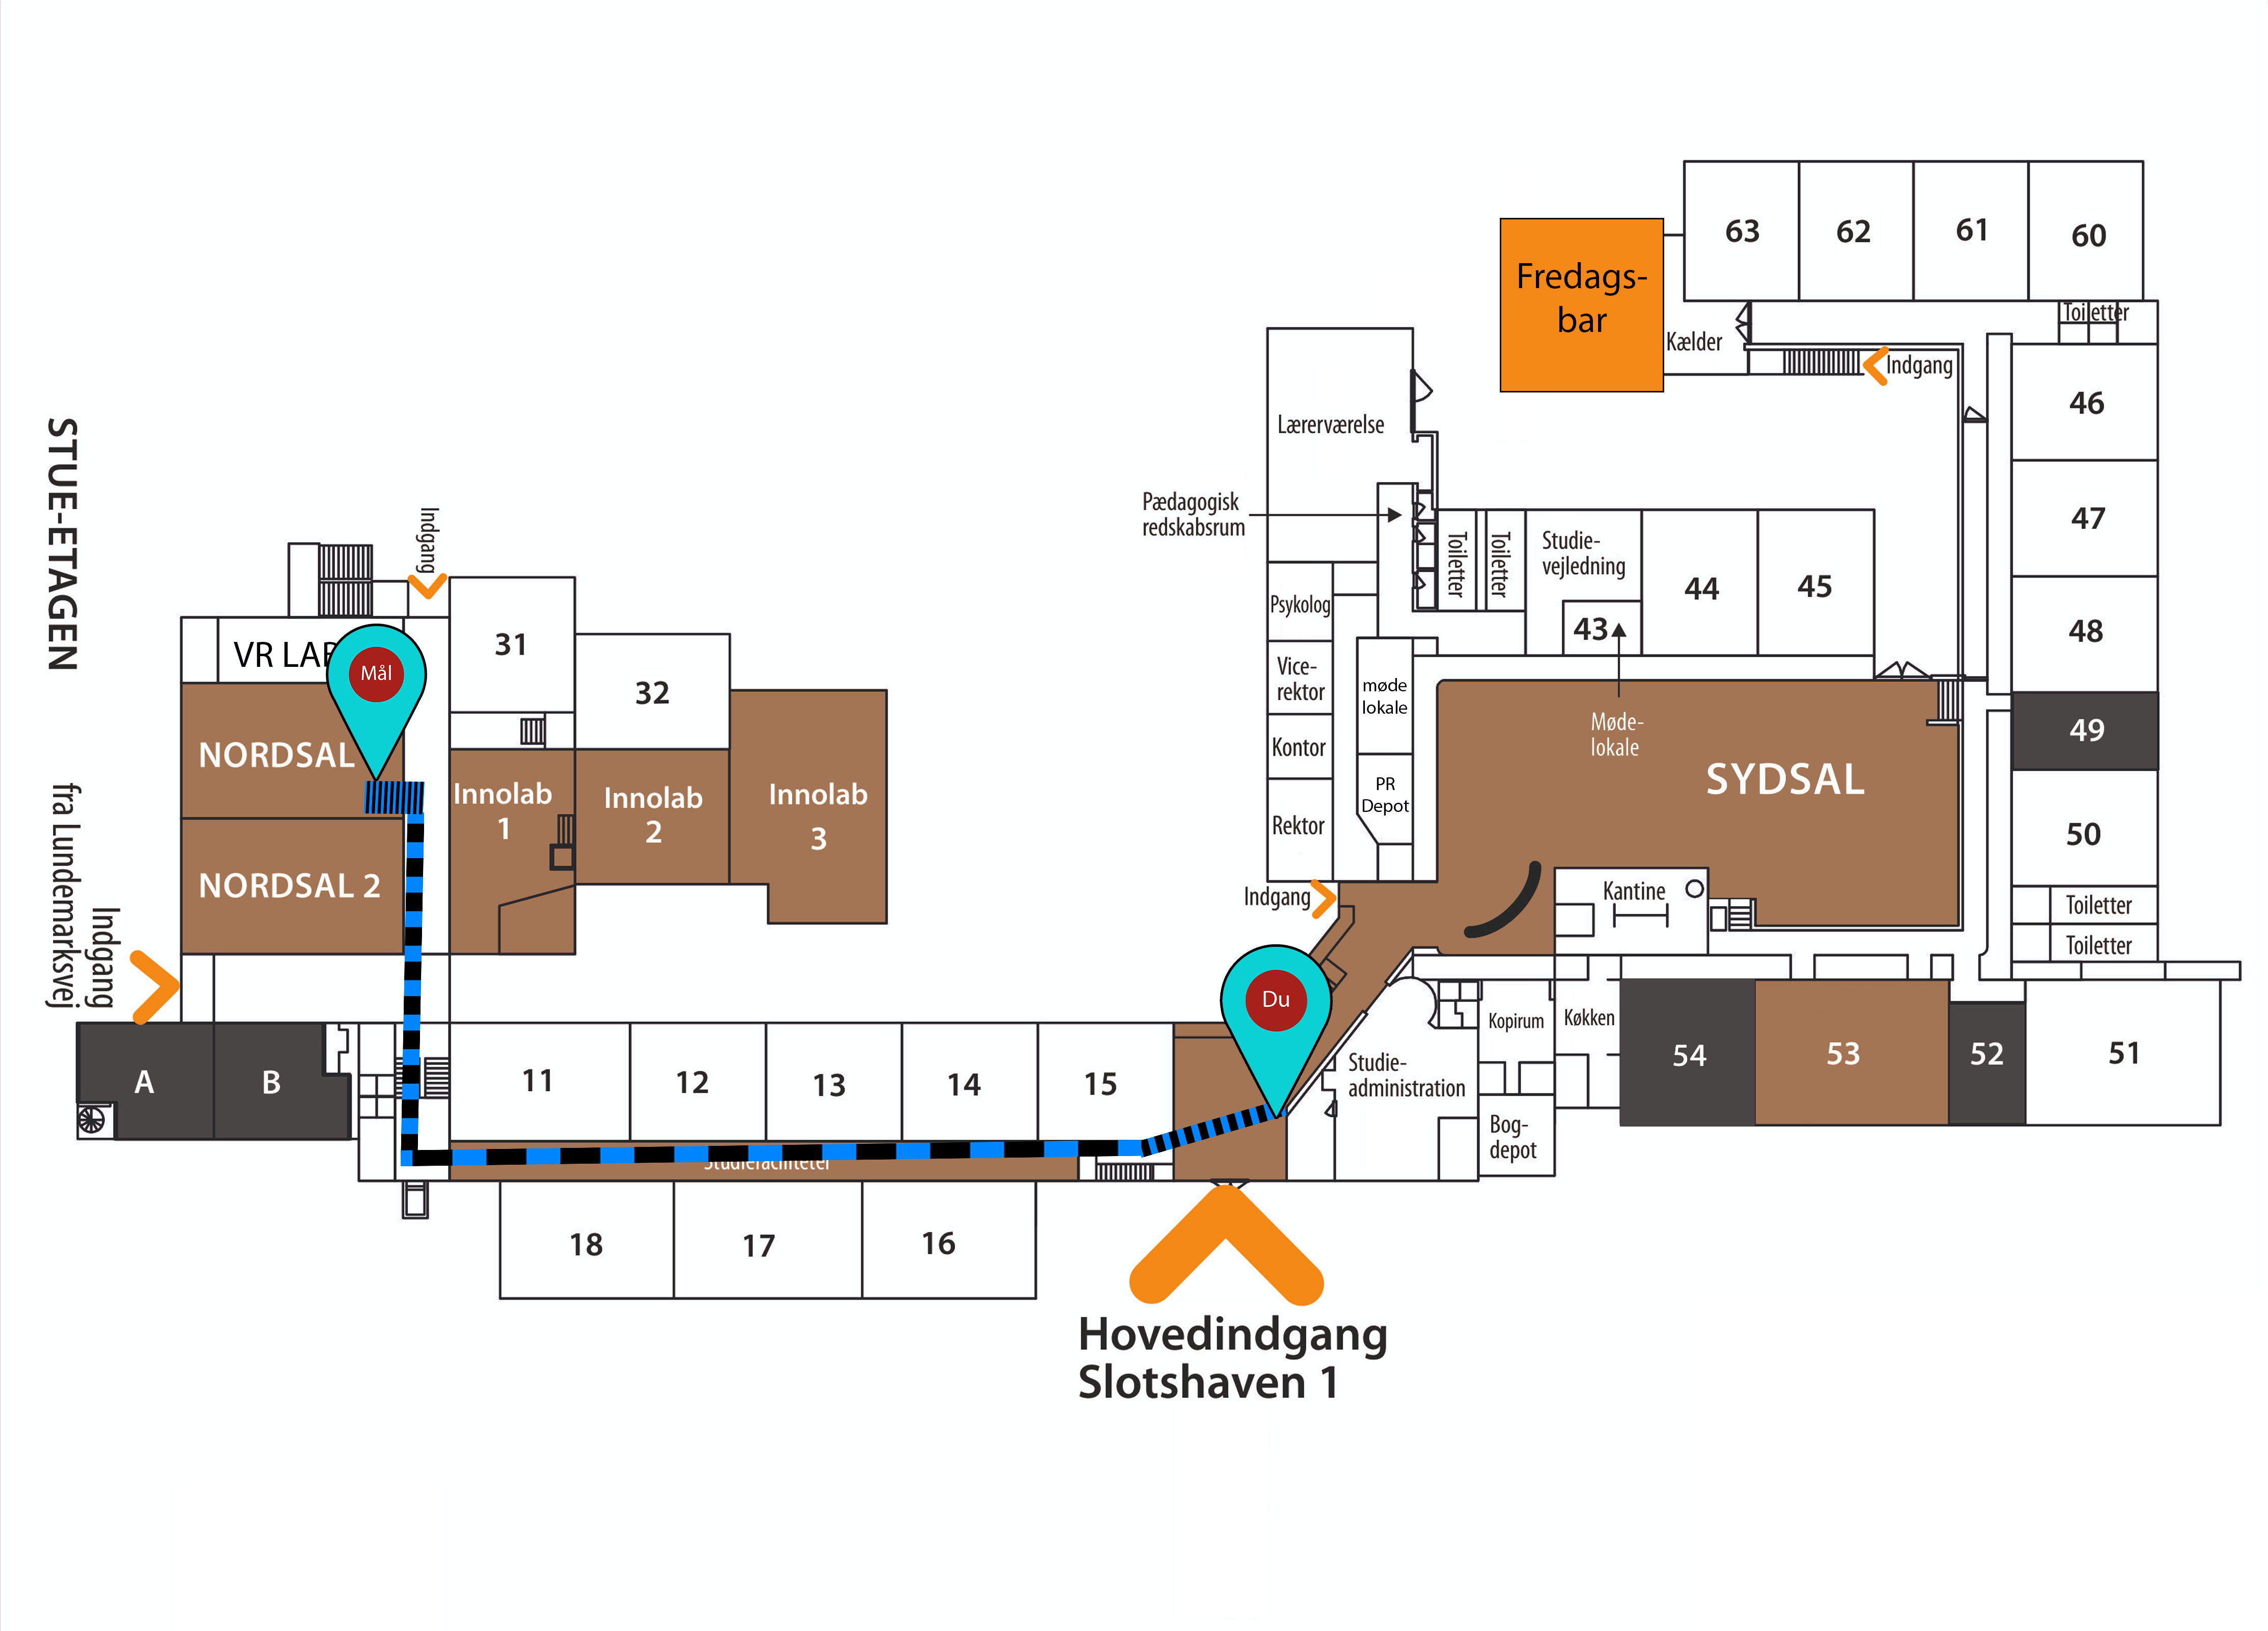 STUE-ETAGEN
Indgang
fra Lundemarksvej
Indgang
VR LAB
Mål
NORDSAL
NORDSAL 2
A
B
31
32
Innolab
1
Innolab
2
Innolab
3
11
12
13
14
15
Studiefaciliteter
18
17
16
Du
Hovedindgang
Slotshaven 1
Indgang
Lærerværelse
Pædagogisk
redskabsrum
Psykolog
Vice-
rektor
Kontor
Rektor
møde
lokale
PR
Depot
Toiletter
Toiletter
Studie-
vejledning
43
44
45
Møde-
lokale
SYDSAL
Kantine
Studie-
administration
Kopirum
Køkken
Bog-
depot
54
53
52
51
Fredags-
bar
Kælder
Indgang
63
62
61
60
Toiletter
46
47
48
49
50
Toiletter
Toiletter